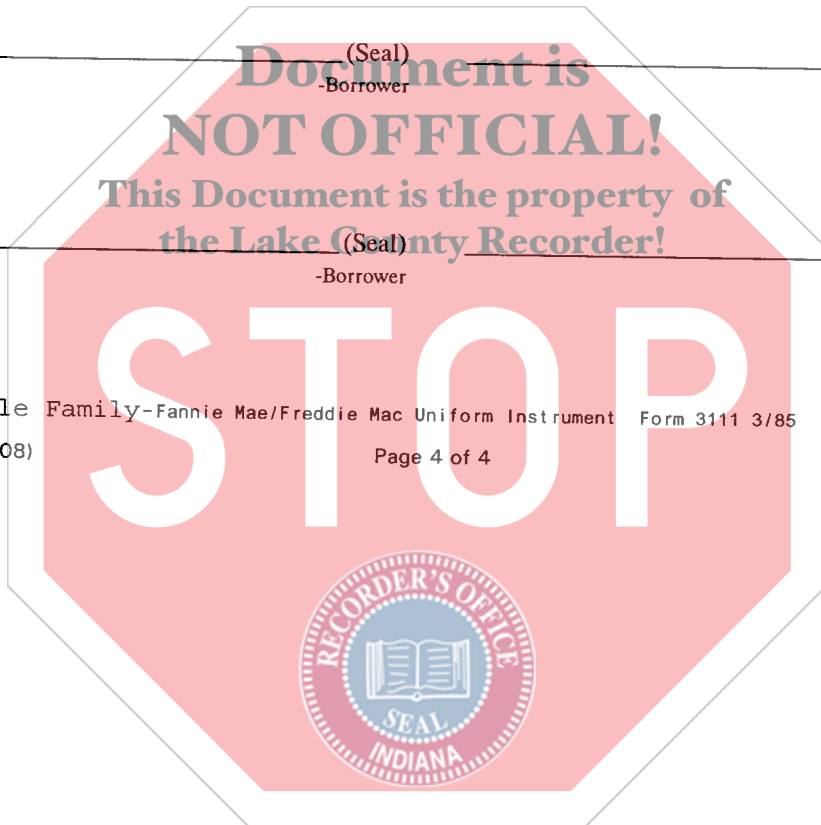 (Seal)
Document is
-Borrower
NOT OFFICIAL!
This Document is the property of
(Seal)
the Lake County Recorder!
-Borrower
STOP
le Family-Fannie Mae/Freddie Mac Uniform Instrument Form 3111 3/85
08)
Page 4 of 4
RECORDER'S OFFICE
SEAL
INDIANA